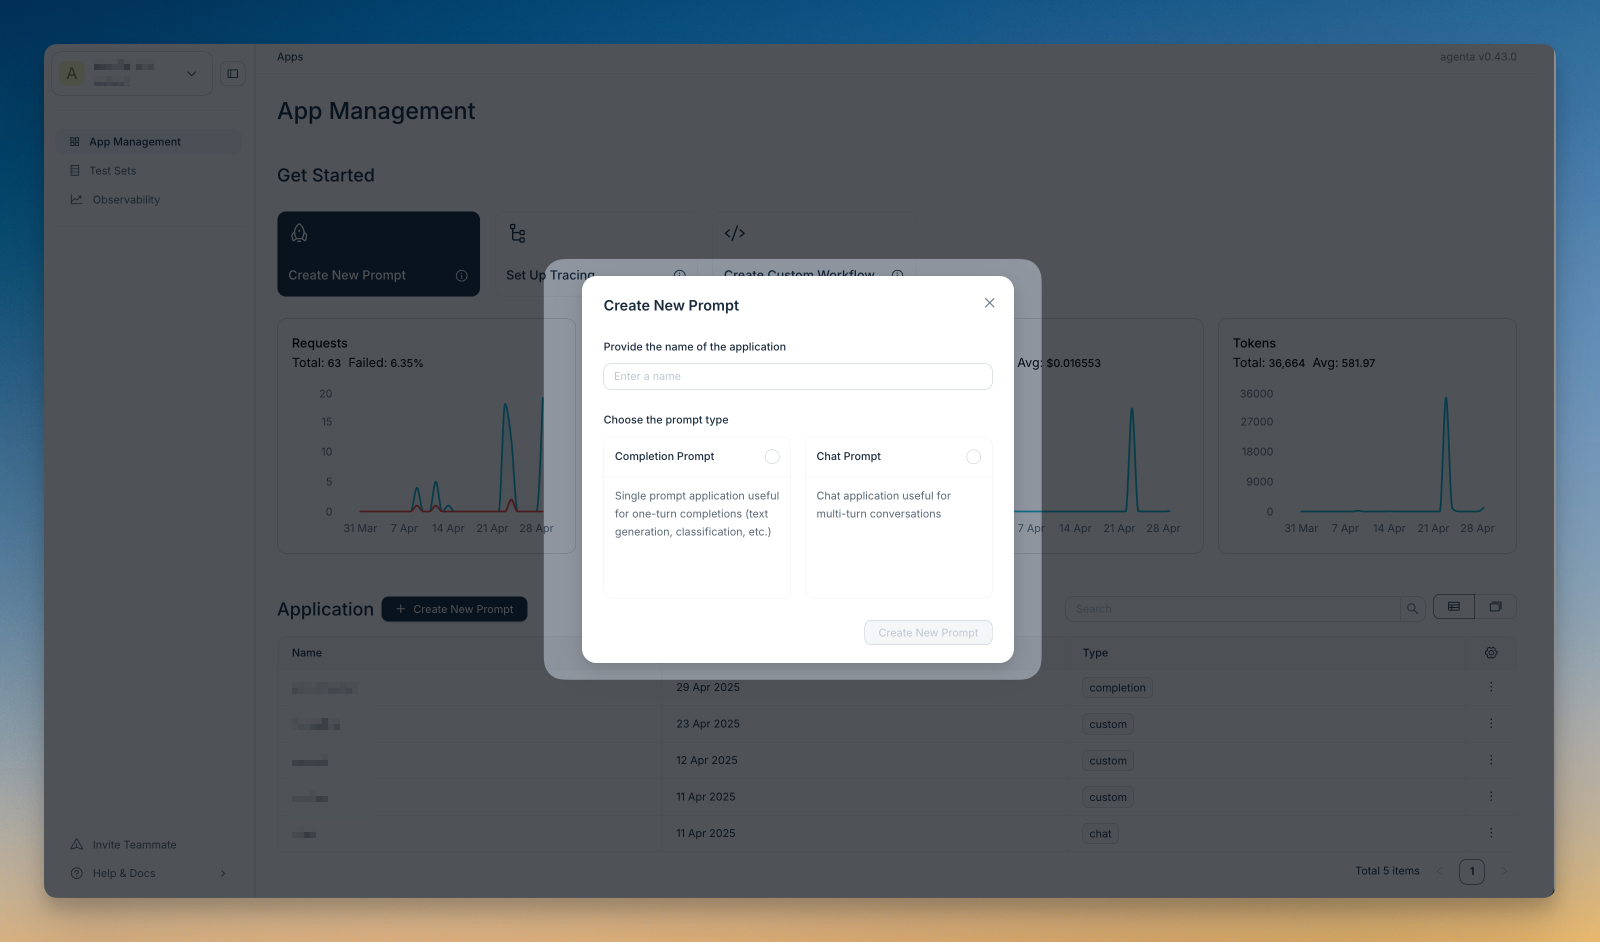 A
Apps
agenta v0.43.0
App Management
App Management
Test Sets
Observability
Get Started
Create New Prompt
Set Up Tracing
Create Custom Workflow
Requests
Total: 63 Failed: 6.35%
20
15
10
5
0
31 Mar 7 Apr 14 Apr 21 Apr 28 Apr
Avg: $0.016553
7 Apr 14 Apr 21 Apr 28 Apr
Tokens
Total: 36,664 Avg: 581.97
36000
27000
18000
9000
0
31 Mar 7 Apr 14 Apr 21 Apr 28 Apr
Create New Prompt
Provide the name of the application
Enter a name
Choose the prompt type
Completion Prompt
Single prompt application useful
for one-turn completions (text
generation, classification, etc.)
Chat Prompt
Chat application useful for
multi-turn conversations
Create New Prompt
Application
+ Create New Prompt
Search
Name
Type
29 Apr 2025
completion
23 Apr 2025
custom
12 Apr 2025
custom
11 Apr 2025
custom
11 Apr 2025
chat
Total 5 items
1
Invite Teammate
Help & Docs